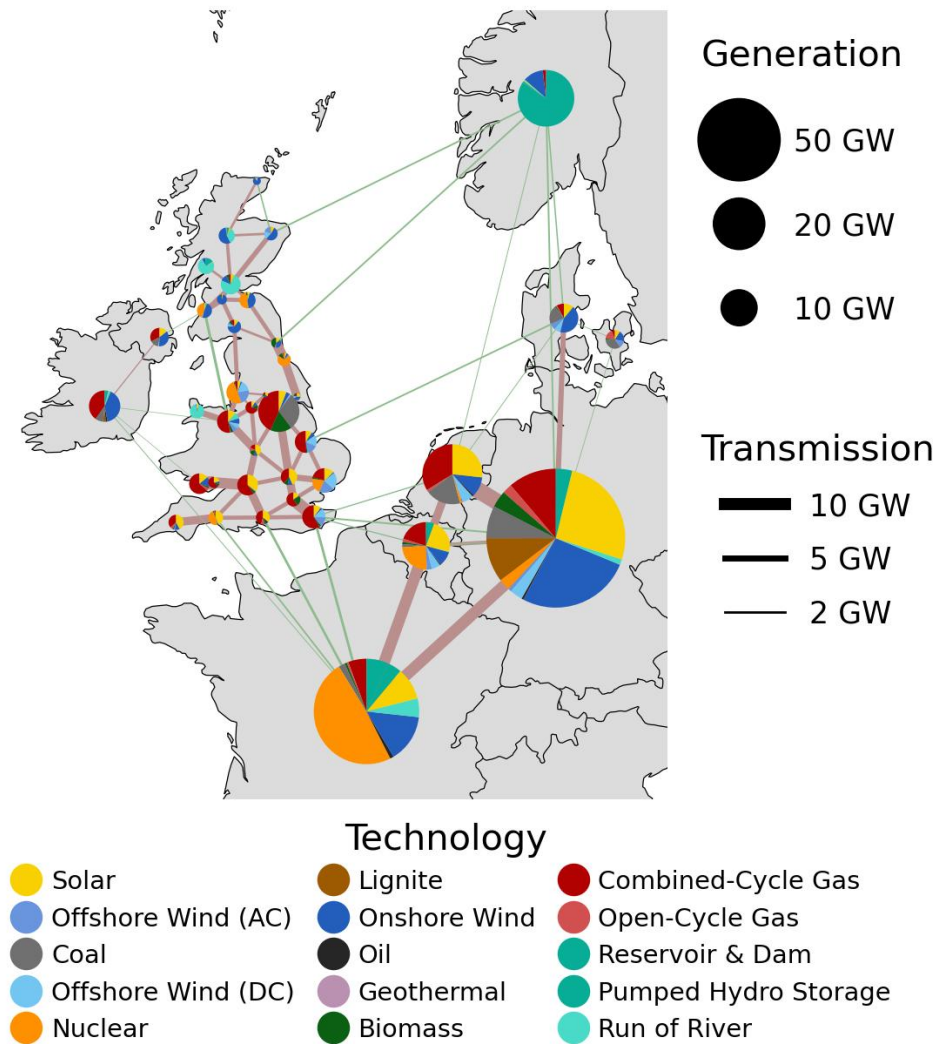 Generation
50 GW
20 GW
10 GW
Transmission
10 GW
5 GW
2 GW
Technology
Solar
Offshore Wind (AC)
Coal
Offshore Wind (DC)
Nuclear
Lignite
Onshore Wind
Oil
Geothermal
Biomass
Combined-Cycle Gas
Open-Cycle Gas
Reservoir & Dam
Pumped Hydro Storage
Run of River